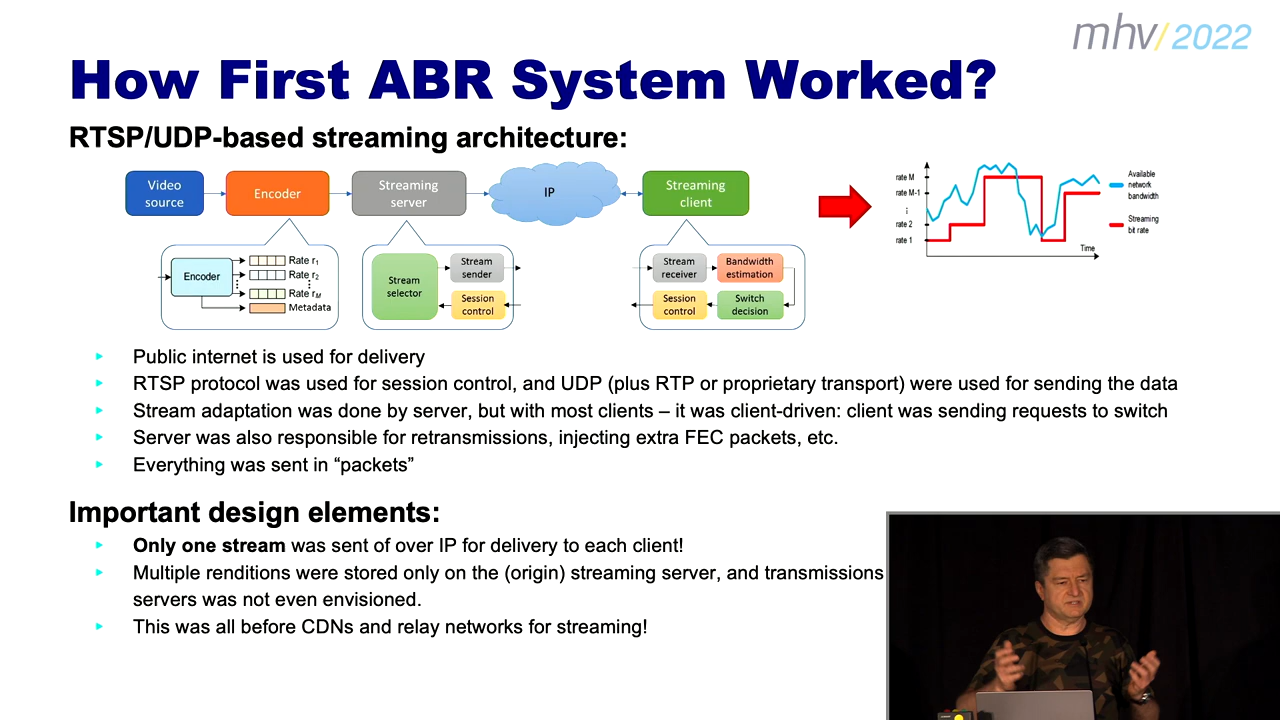 mhv/2022
How First ABR System Worked?
RTSP/UDP-based streaming architecture:
Video
source
Encoder
Streaming
server
IP
Streaming
client
Encoder
Rate r1
Rate r2
Rate rM
Metadata
Stream
selector
Stream
sender
Session
control
Stream
receiver
Bandwidth
estimation
Session
control
Switch
decision
rate M
rate M-1
rate 2
rate 1
Time
Available
network
bandwidth
Streaming
bit rate
Public internet is used for delivery
RTSP protocol was used for session control, and UDP (plus RTP or proprietary transport) were used for sending the data
Stream adaptation was done by server, but with most clients – it was client-driven: client was sending requests to switch
Server was also responsible for retransmissions, injecting extra FEC packets, etc.
Everything was sent in “packets”
Important design elements:
Only one stream was sent of over IP for delivery to each client!
Multiple renditions were stored only on the (origin) streaming server, and transmissions
servers was not even envisioned.
This was all before CDNs and relay networks for streaming!